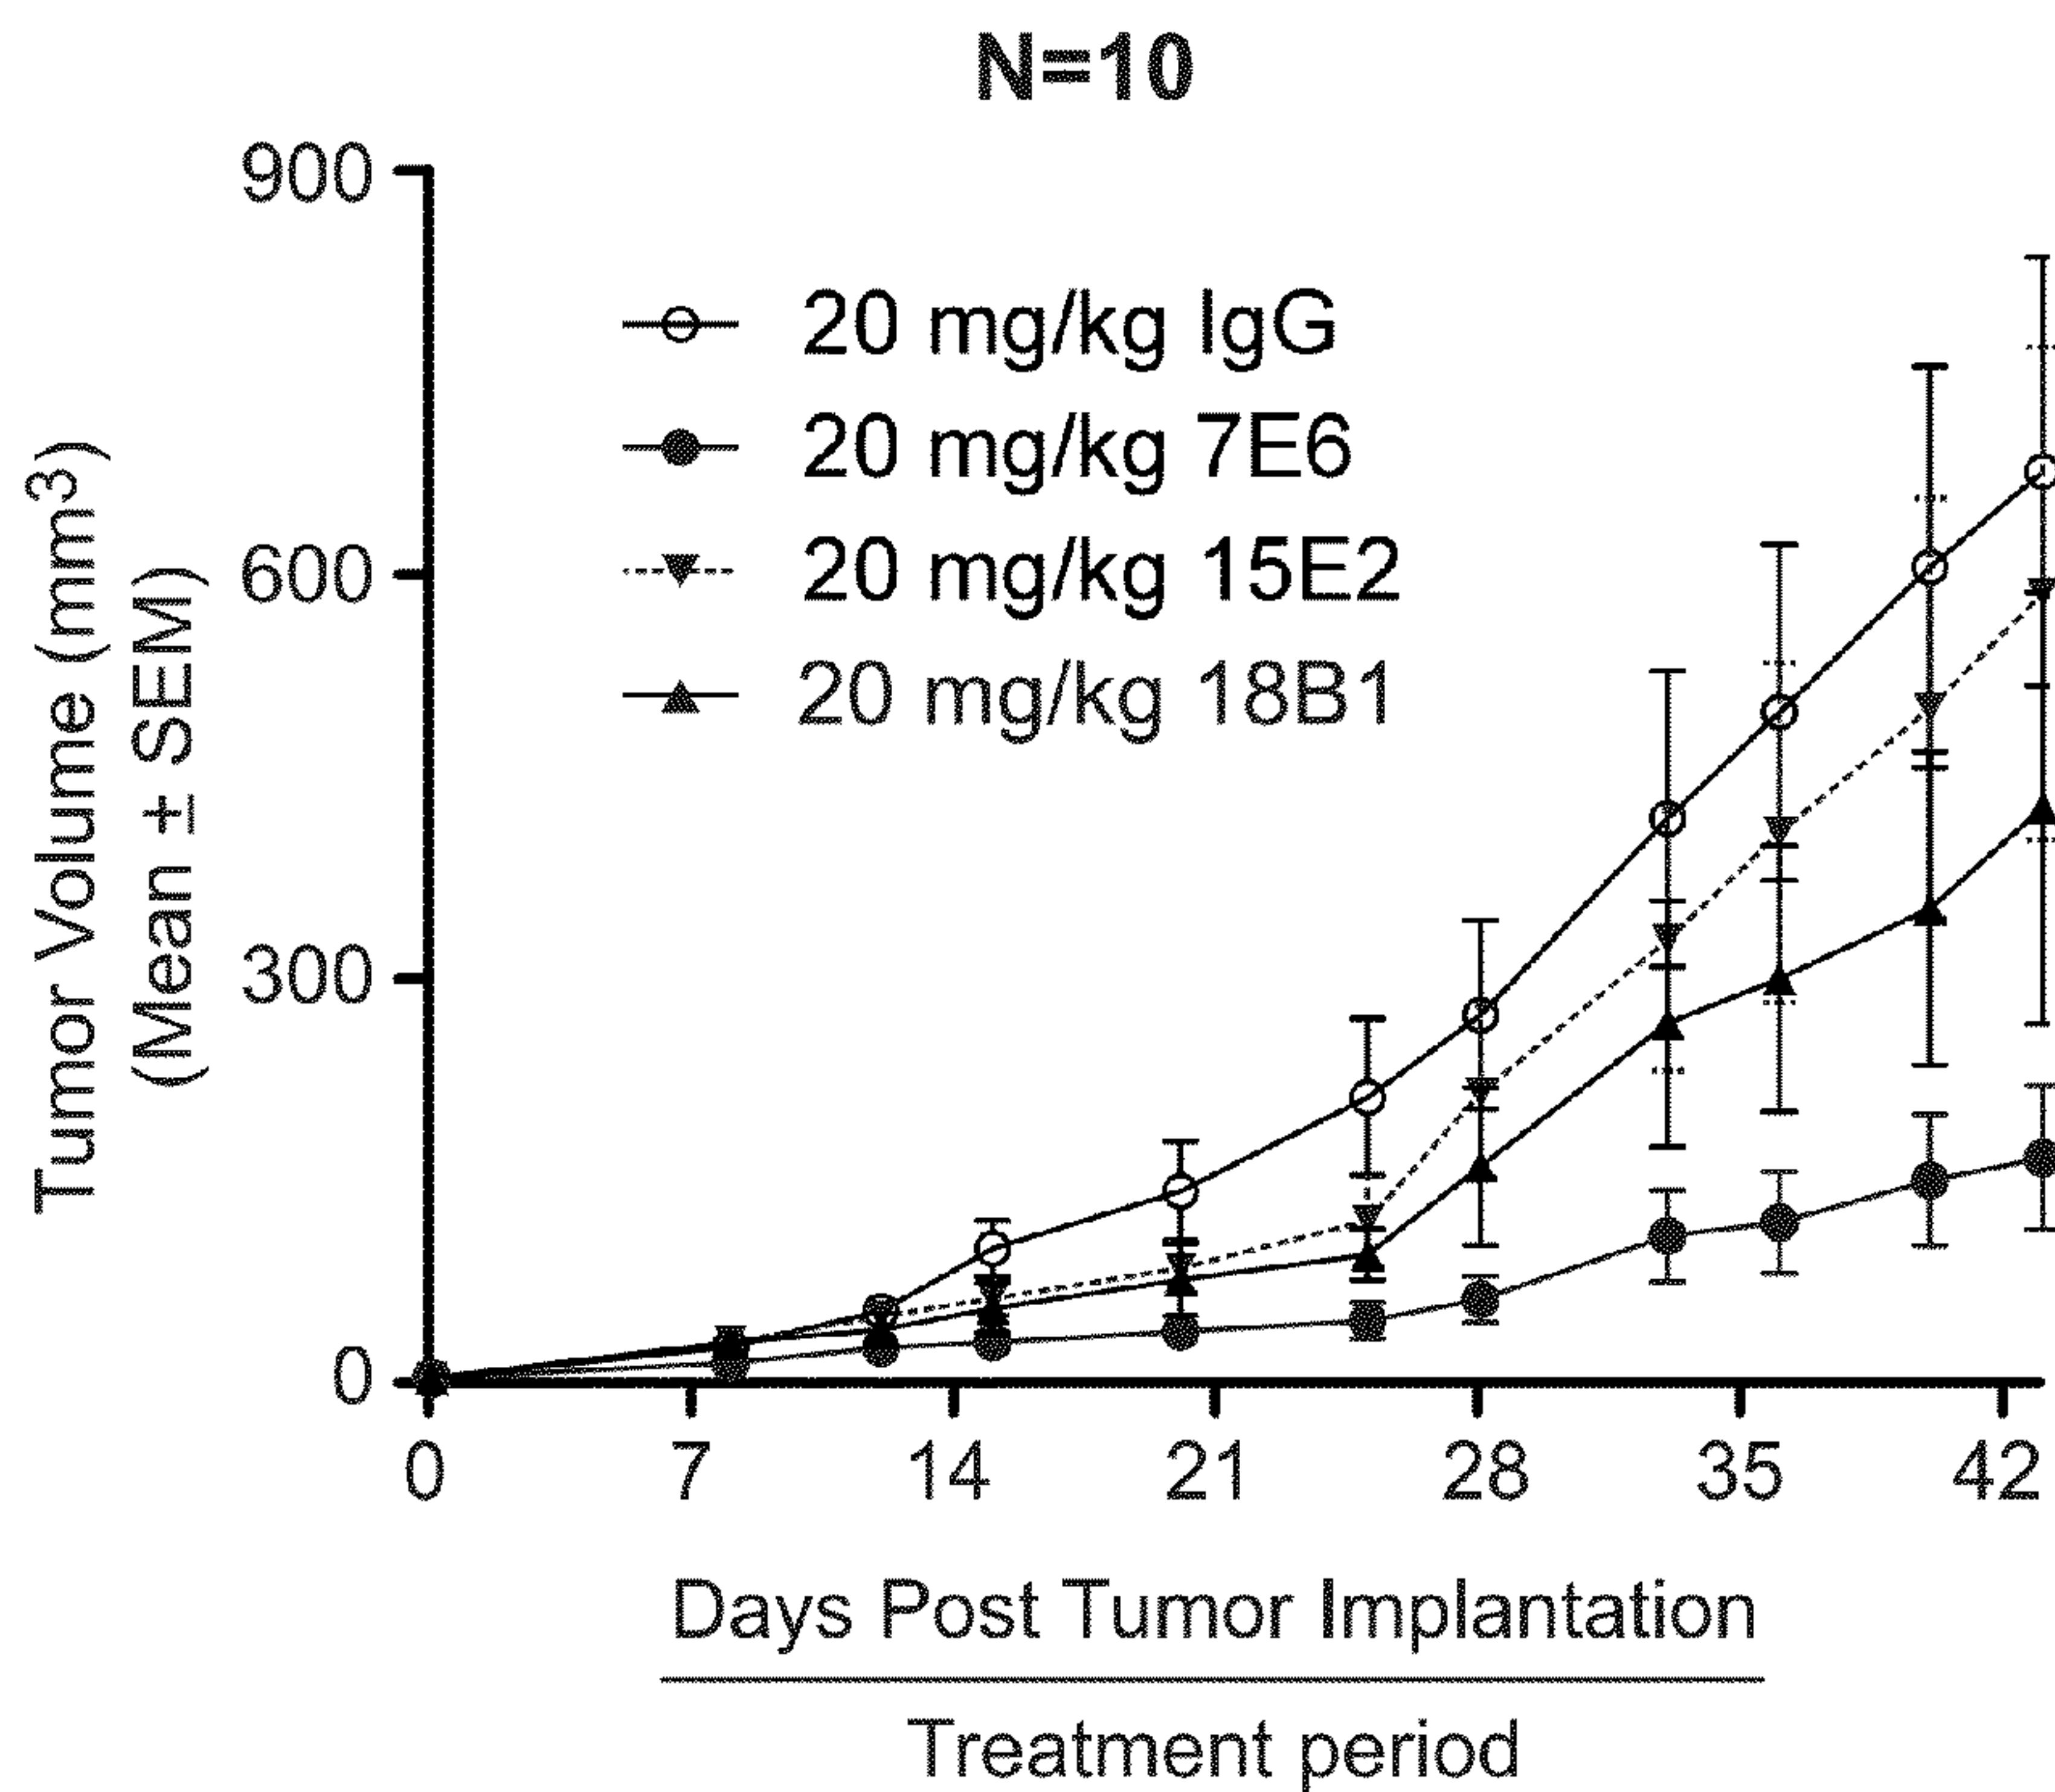 N=10
Tumor Volume (mm³)
(Mean ± SEM)
900
600
300
0
20 mg/kg IgG
20 mg/kg 7E6
20 mg/kg 15E2
20 mg/kg 18B1
0 7 14 21 28 35 42
Days Post Tumor Implantation
Treatment period